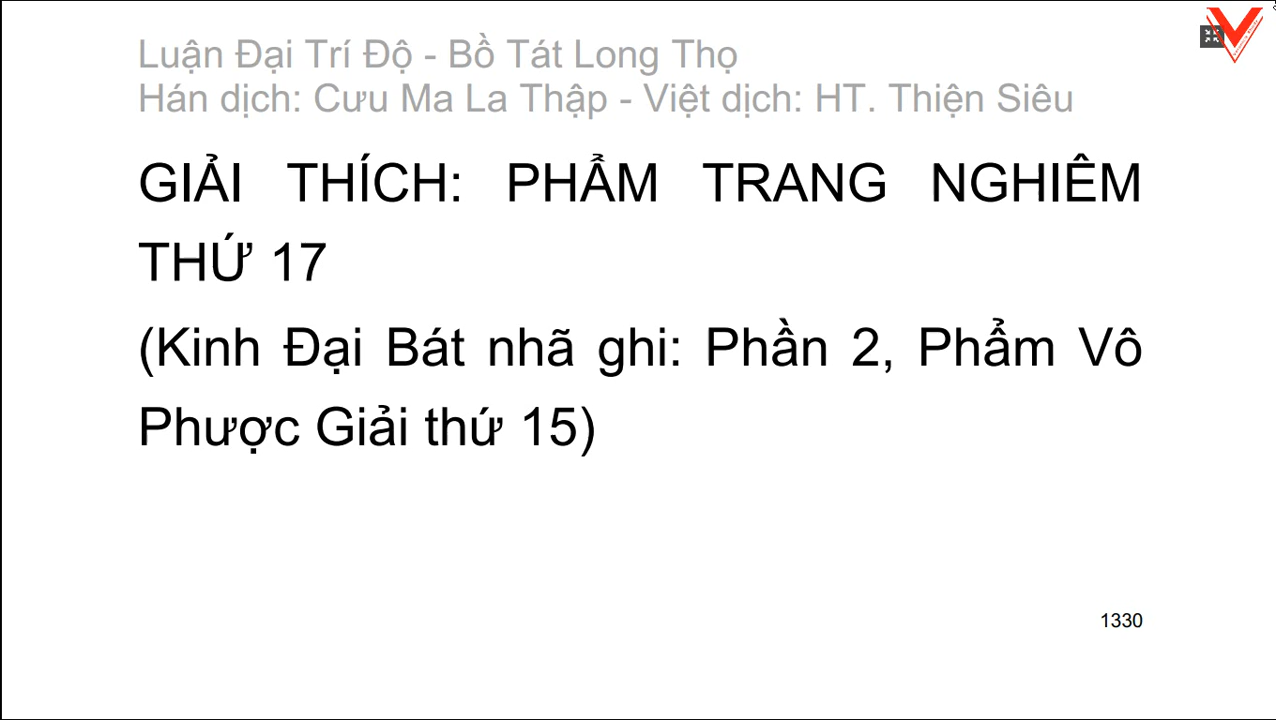 Luận Đại Trí Độ - Bồ Tát Long Thọ
Hán dịch: Cưu Ma La Thập - Việt dịch: HT. Thiện Siêu
GIẢI THÍCH: PHẨM TRANG NGHIÊM
THỨ 17
(Kinh Đại Bát nhã ghi: Phần 2, Phẩm Vô
Phược Giải thứ 15)
1330